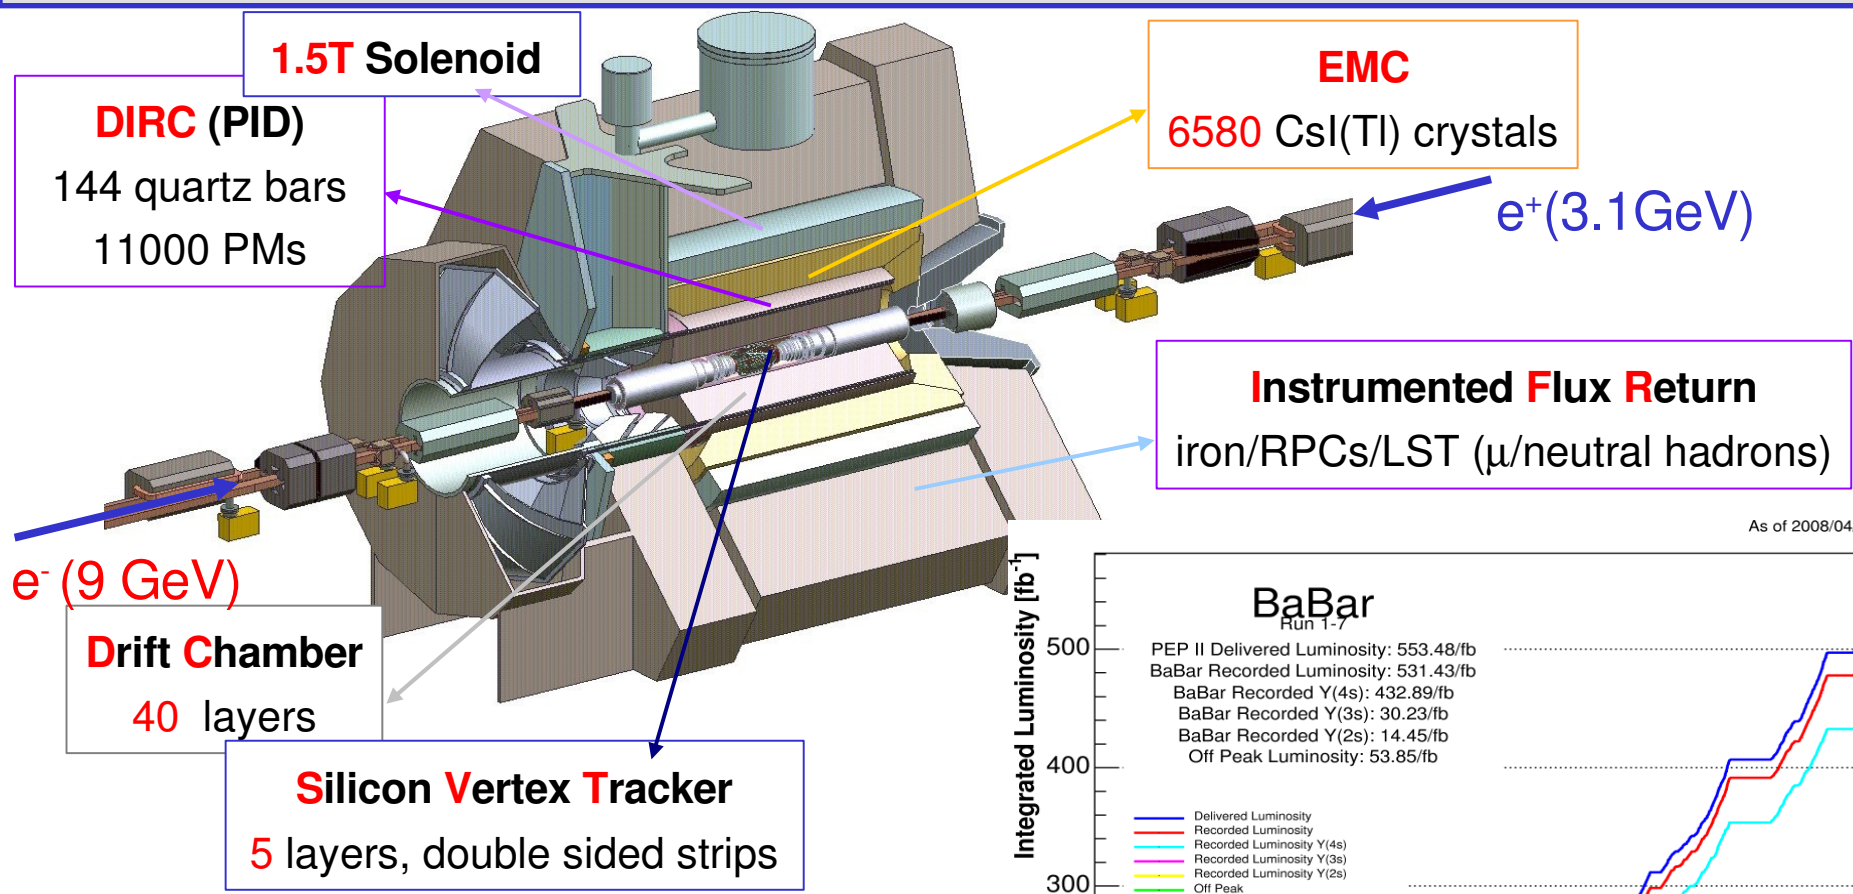 1.5T Solenoid
DIRC (PID)
144 quartz bars
11000 PMs
EMC
6580 CsI(Tl) crystals
e+(3.1GeV)
Instrumented Flux Return
iron/RPCs/LST (μ/neutral hadrons)
e- (9 GeV)
Drift Chamber
40 layers
Silicon Vertex Tracker
5 layers, double sided strips
As of 2008/04
Integrated Luminosity [fb-1]
BaBar
Run 1-7
PEP II Delivered Luminosity: 553.48/fb
BaBar Recorded Luminosity: 531.43/fb
BaBar Recorded Y(4s): 432.89/fb
BaBar Recorded Y(3s): 30.23/fb
BaBar Recorded Y(2s): 14.45/fb
Off Peak Luminosity: 53.85/fb
Delivered Luminosity
Recorded Luminosity
Recorded Luminosity Y(4s)
Recorded Luminosity Y(3s)
Recorded Luminosity Y(2s)
Off Peak
500
400
300